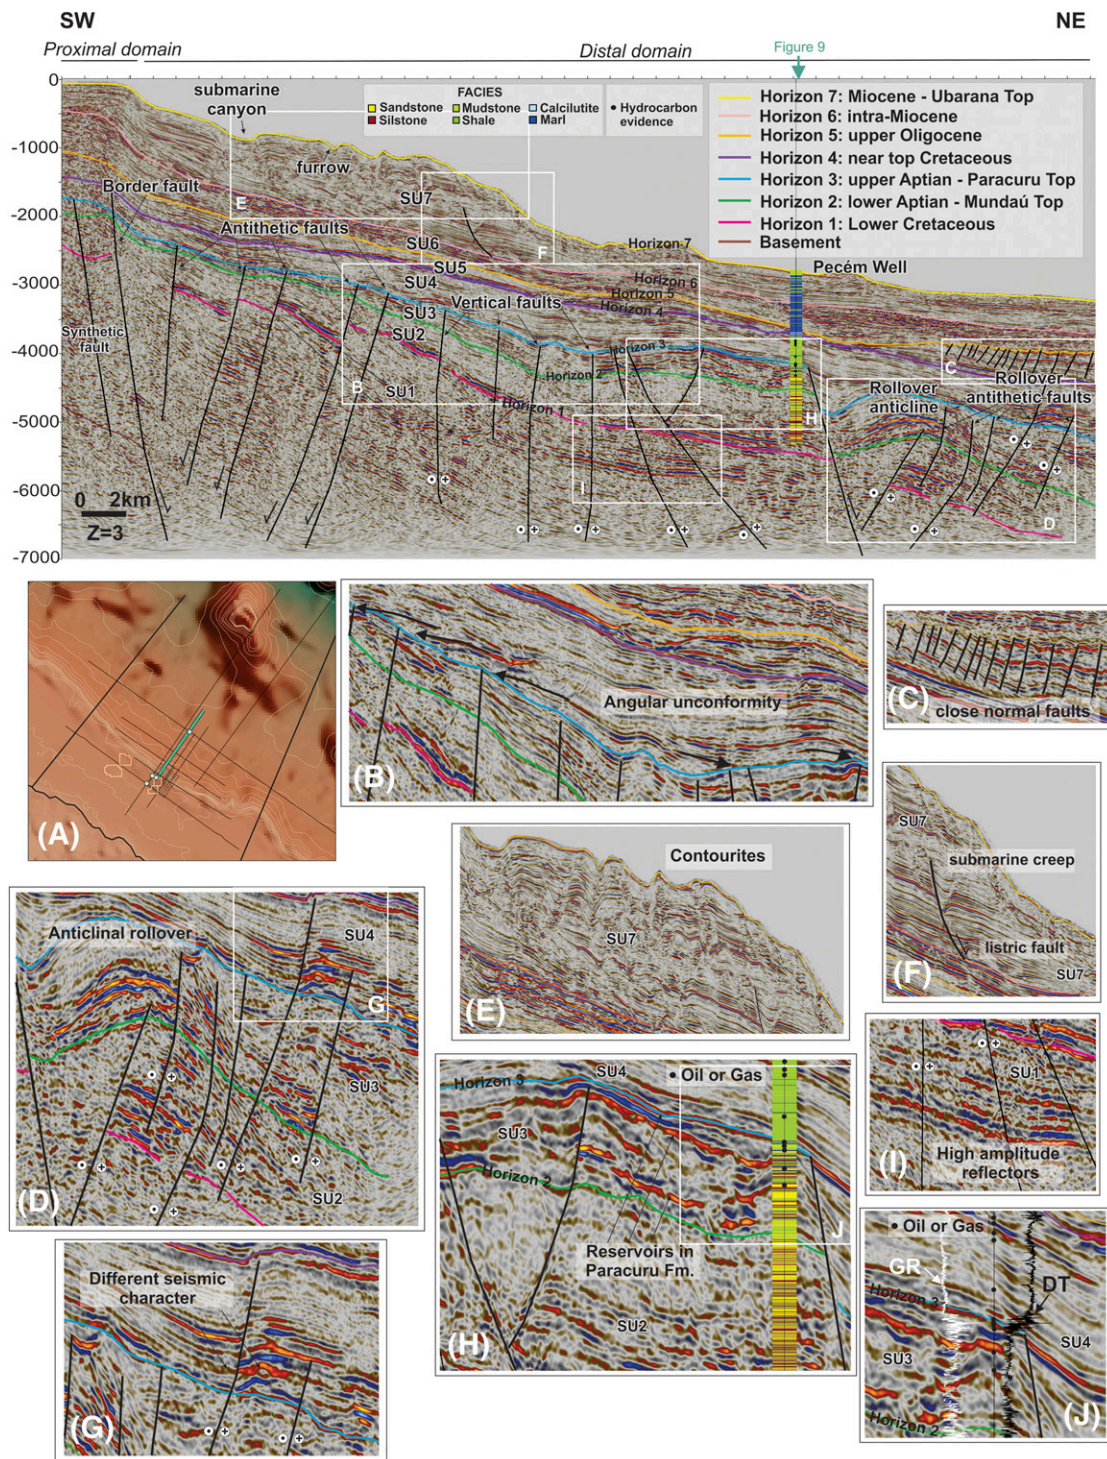 SW
NE
Proximal domain
Distal domain
Figure 9
0
-1000
-2000
-3000
-4000
-5000
-6000
-7000
submarine
canyon
furrow
FACIES
Sandstone
Mudstone
Calcilutite
Silstone
Shale
Marl
Hydrocarbon
evidence
Horizon 7: Miocene - Ubarana Top
Horizon 6: intra-Miocene
Horizon 5: upper Oligocene
Horizon 4: near top Cretaceous
Horizon 3: upper Aptian - Paracuru Top
Horizon 2: lower Aptian - Mundaú Top
Horizon 1: Lower Cretaceous
Basement
Border fault
E
SU7
F
Antithetic faults
SU6
Horizon 7
Pecém Well
SU5
Horizon 6
SU4
Vertical faults
Horizon 5
Horizon 4
SU3
Synthetic
fault
SU2
Horizon 3
C
B
SU1
Horizon 2
Rollover
anticline
Rollover
antithetic faults
Horizon 1
H
I
D
0 2km
Z=3
(A)
Angular unconformity
(B)
(C)
close normal faults
Contourites
SU7
(E)
SU7
submarine creep
listric fault
(F)
SU7
Anticlinal rollover
SU4
G
SU3
(D)
SU2
SU1
(I)
High amplitude
reflectors
Horizon 3
SU4
Oil or Gas
SU3
Horizon 2
J
Reservoirs in
Paracuru Fm.
(H)
SU2
Different seismic
character
(G)
Oil or Gas
GR
DT
Horizon 3
SU4
SU3
(J)
Horizon 2